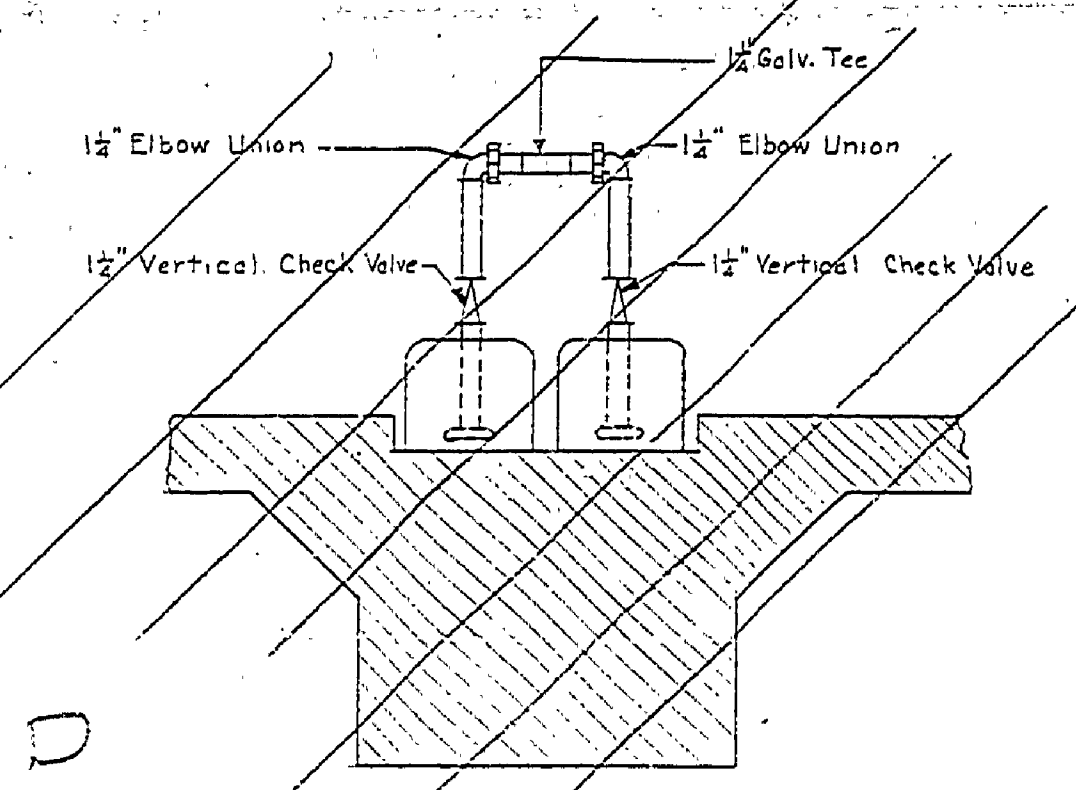 1¼" Galv. Tee
1¼" Elbow Union
1¼" Elbow Union
1¼" Vertical Check Valve
1¼" Vertical Check Valve
D